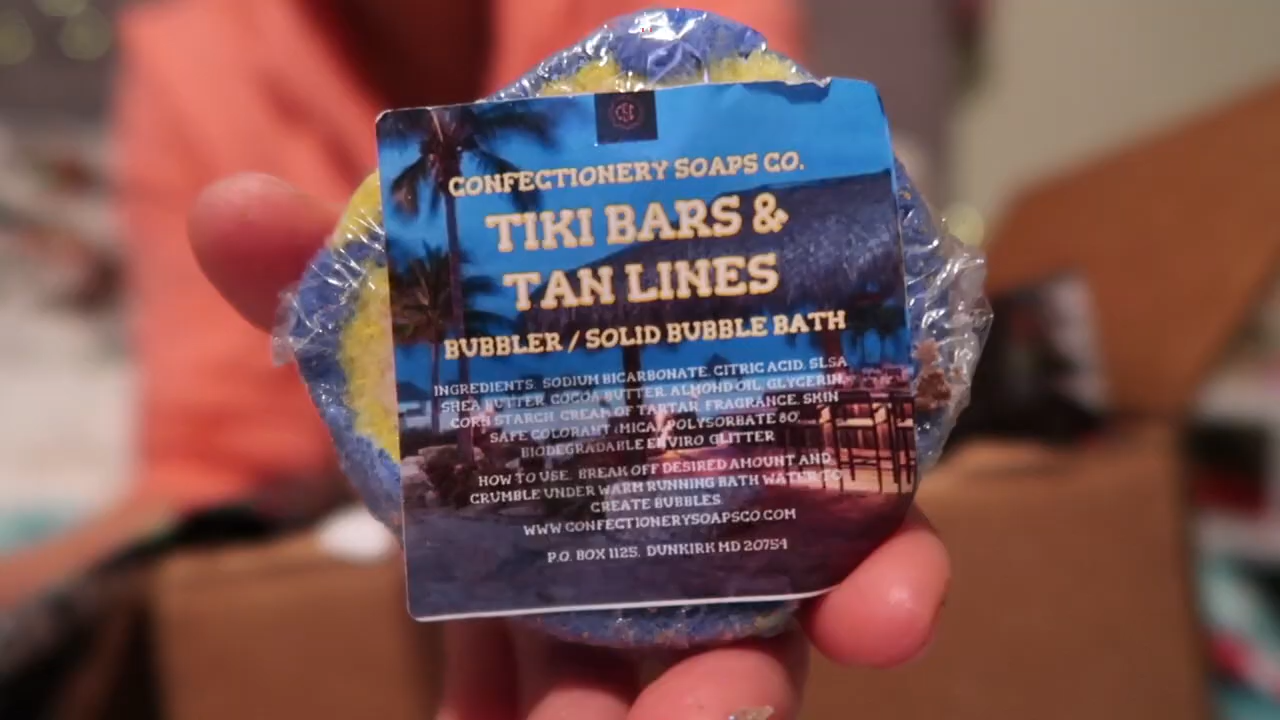 CSC
CONFECTIONERY SOAPS CO.
TIKI BARS &
TAN LINES
BUBBLER / SOLID BUBBLE BATH
INGREDIENTS: SODIUM BICARBONATE, CITRIC ACID, SLSA
SHEA BUTTER, COCOA BUTTER, ALMOND OIL, GLYCERIN,
CORN STARCH, CREAM OF TARTAR, FRAGRANCE, SKIN
SAFE COLORANT (MICA), POLYSORBATE 80,
BIODEGRADABLE ENVIRO GLITTER
HOW TO USE: BREAK OFF DESIRED AMOUNT AND
CRUMBLE UNDER WARM RUNNING BATH WATER TO
CREATE BUBBLES.
WWW.CONFECTIONERYSOAPSCO.COM
P.O. BOX 1125, DUNKIRK MD 20754